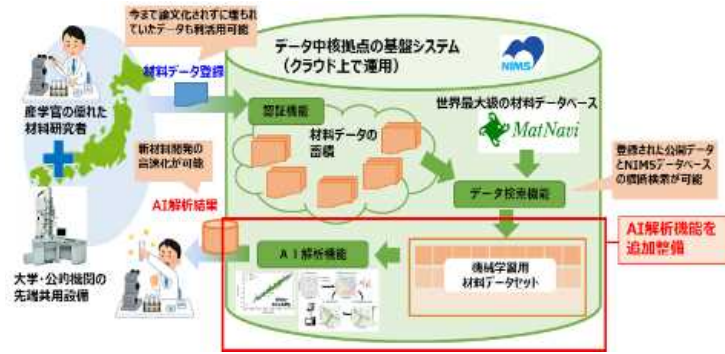 今まで論文化されずに埋もれ
ていたデータも利活用可能
材料データ登録
産学官の優れた
材料研究者
データ中核拠点の基盤システム
(クラウド上で運用)
NIMS
認証機能
材料データの
蓄積
世界最大級の材料データベース
MatNavi
登録された公開データ
とNIMSデータベース
の横断検索が可能
データ検索機能
新材料開発の
高速化が可能
AI解析結果
大学・公的機関の
先端共用設備
AI解析機能
機械学習用
材料データセット
AI解析機能を
追加整備